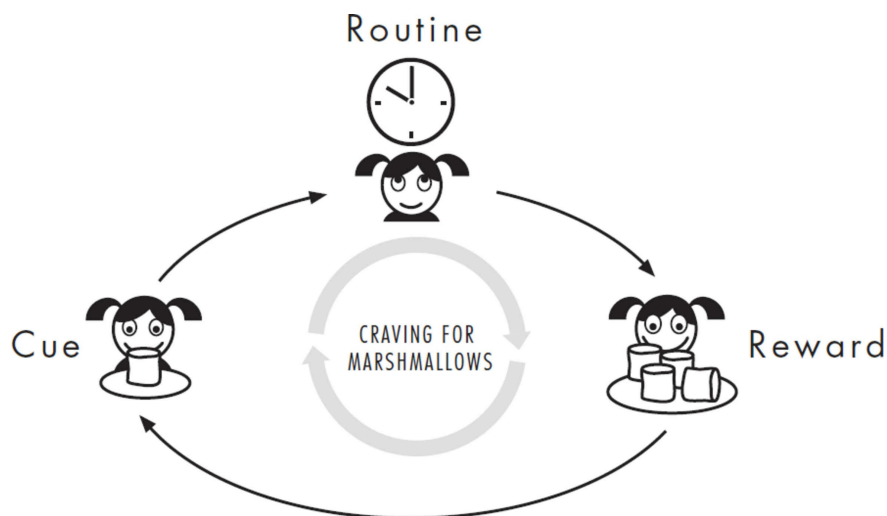 Routine
Cue
CRAVING FOR
MARSHMALLOWS
Reward